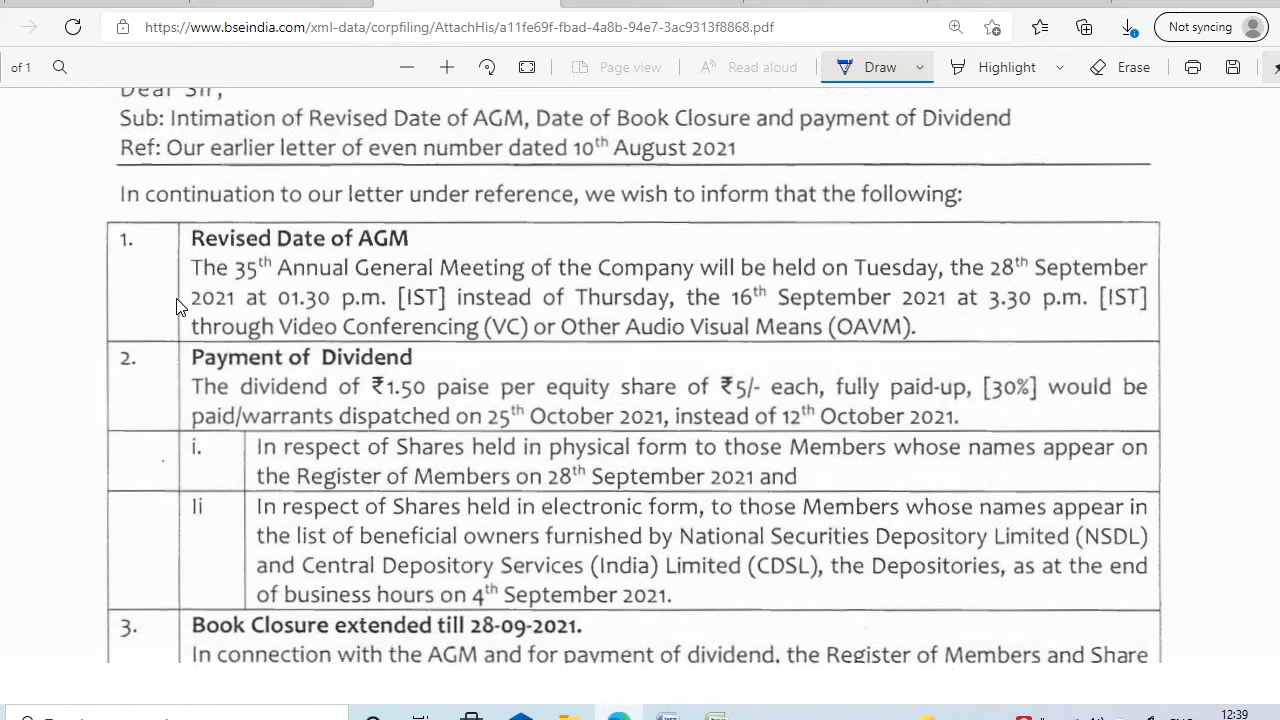 https://www.bseindia.com/xml-data/corpfiling/AttachHis/a11fe69f-fbad-4a8b-94e7-3ac9313f8868.pdf
Not syncing
of 1
Page view
Read aloud
Draw
Highlight
Erase
Dear Sir,
Sub: Intimation of Revised Date of AGM, Date of Book Closure and payment of Dividend
Ref: Our earlier letter of even number dated 10th August 2021
In continuation to our letter under reference, we wish to inform that the following:
1. Revised Date of AGM
The 35th Annual General Meeting of the Company will be held on Tuesday, the 28th September
2021 at 01.30 p.m. [IST] instead of Thursday, the 16th September 2021 at 3.30 p.m. [IST]
through Video Conferencing (VC) or Other Audio Visual Means (OAVM).
2. Payment of Dividend
The dividend of ₹1.50 paise per equity share of ₹5/- each, fully paid-up, [30%] would be
paid/warrants dispatched on 25th October 2021, instead of 12th October 2021.
i. In respect of Shares held in physical form to those Members whose names appear on
the Register of Members on 28th September 2021 and
Ii In respect of Shares held in electronic form, to those Members whose names appear in
the list of beneficial owners furnished by National Securities Depository Limited (NSDL)
and Central Depository Services (India) Limited (CDSL), the Depositories, as at the end
of business hours on 4th September 2021.
3. Book Closure extended till 28-09-2021.
In connection with the AGM and for payment of dividend, the Register of Members and Share
12:39